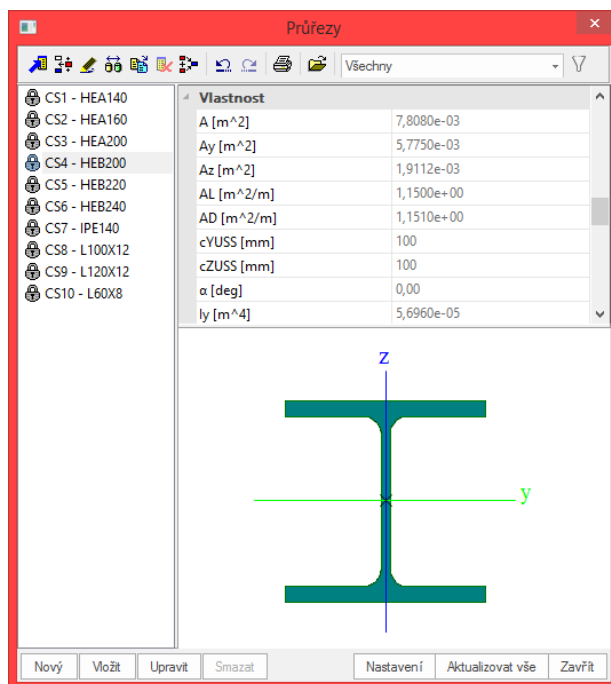 Průřezy
Všechny
CS1 - HEA140
CS2 - HEA160
CS3 - HEA200
CS4 - HEB200
CS5 - HEB220
CS6 - HEB240
CS7 - IPE140
CS8 - L100X12
CS9 - L120X12
CS10 - L60X8
Vlastnost
A [m^2] 7,8080e-03
Ay [m^2] 5,7750e-03
Az [m^2] 1,9112e-03
AL [m^2/m] 1,1500e+00
AD [m^2/m] 1,1510e+00
cYUSS [mm] 100
cZUSS [mm] 100
α [deg] 0,00
Iy [m^4] 5,6960e-05
z
y
Nový Vložit Upravit Smazat Nastavení Aktualizovat vše Zavřít